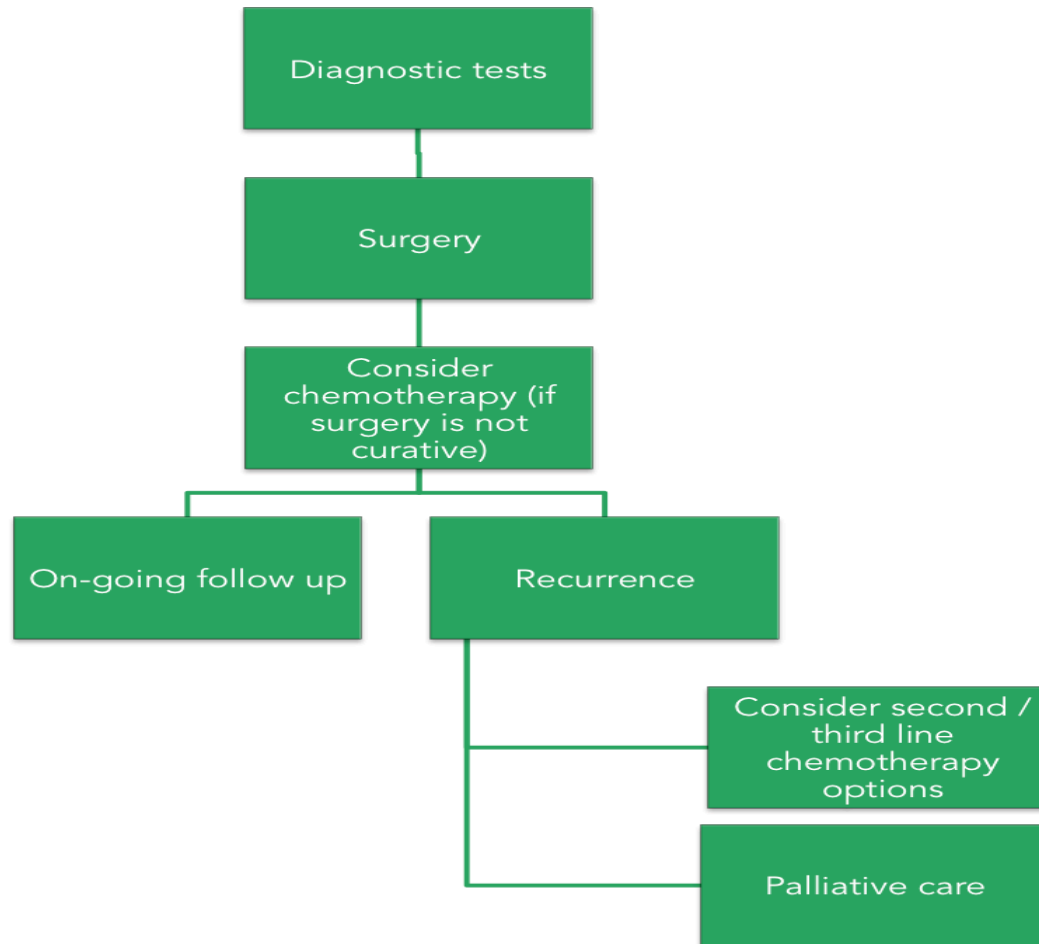 Diagnostic tests
Surgery
Consider
chemotherapy (if
surgery is not
curative)
On-going follow up
Recurrence
Consider second /
third line
chemotherapy
options
Palliative care